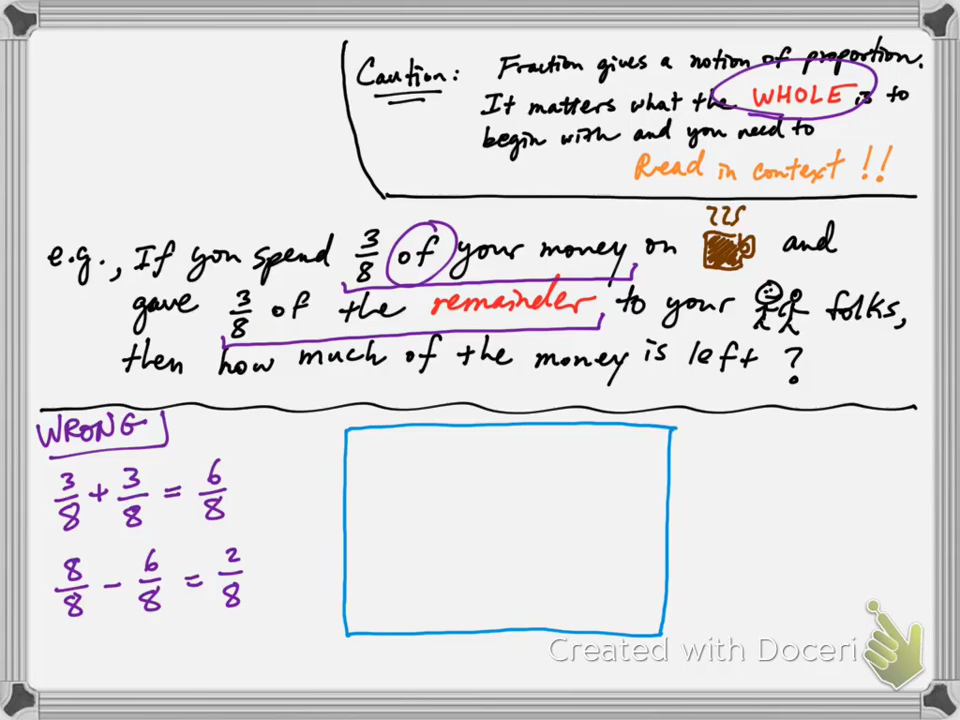 Caution: Fraction gives a notion of proportion.
It matters what the WHOLE is to
begin with and you need to
Read in context !!
e.g., If you spend 3/8 of your money on and
gave 3/8 of the remainder to your folks,
then how much of the money is left ?
WRONG
3/8 + 3/8 = 6/8
8/8 - 6/8 = 2/8
Created with Doceri